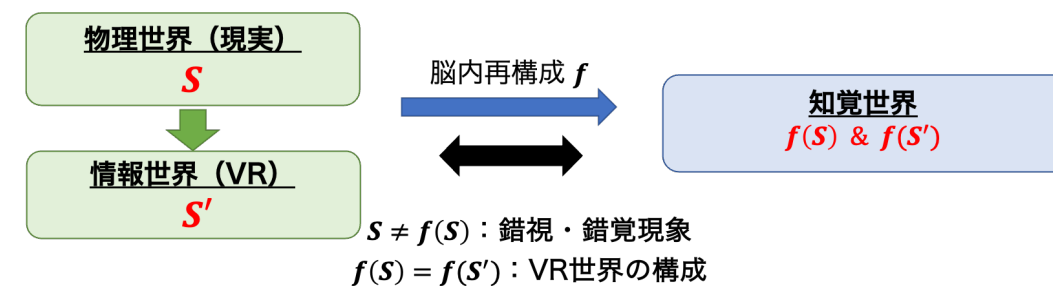 物理世界（現実）
S
情報世界（VR）
S′
脳内再構成 f
知覚世界
f(S) & f(S′)
S ≠ f(S)：錯視・錯覚現象
f(S) = f(S′)：VR世界の構成